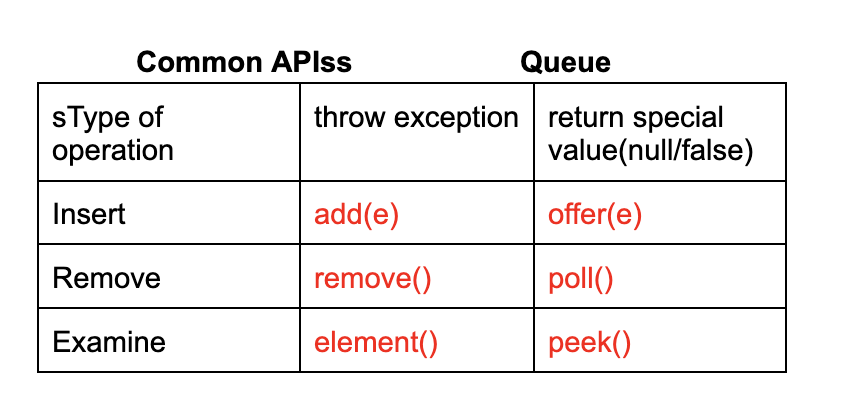 Common APIss Queue
sType of operation throw exception return special value(null/false)
Insert add(e) offer(e)
Remove remove() poll()
Examine element() peek()